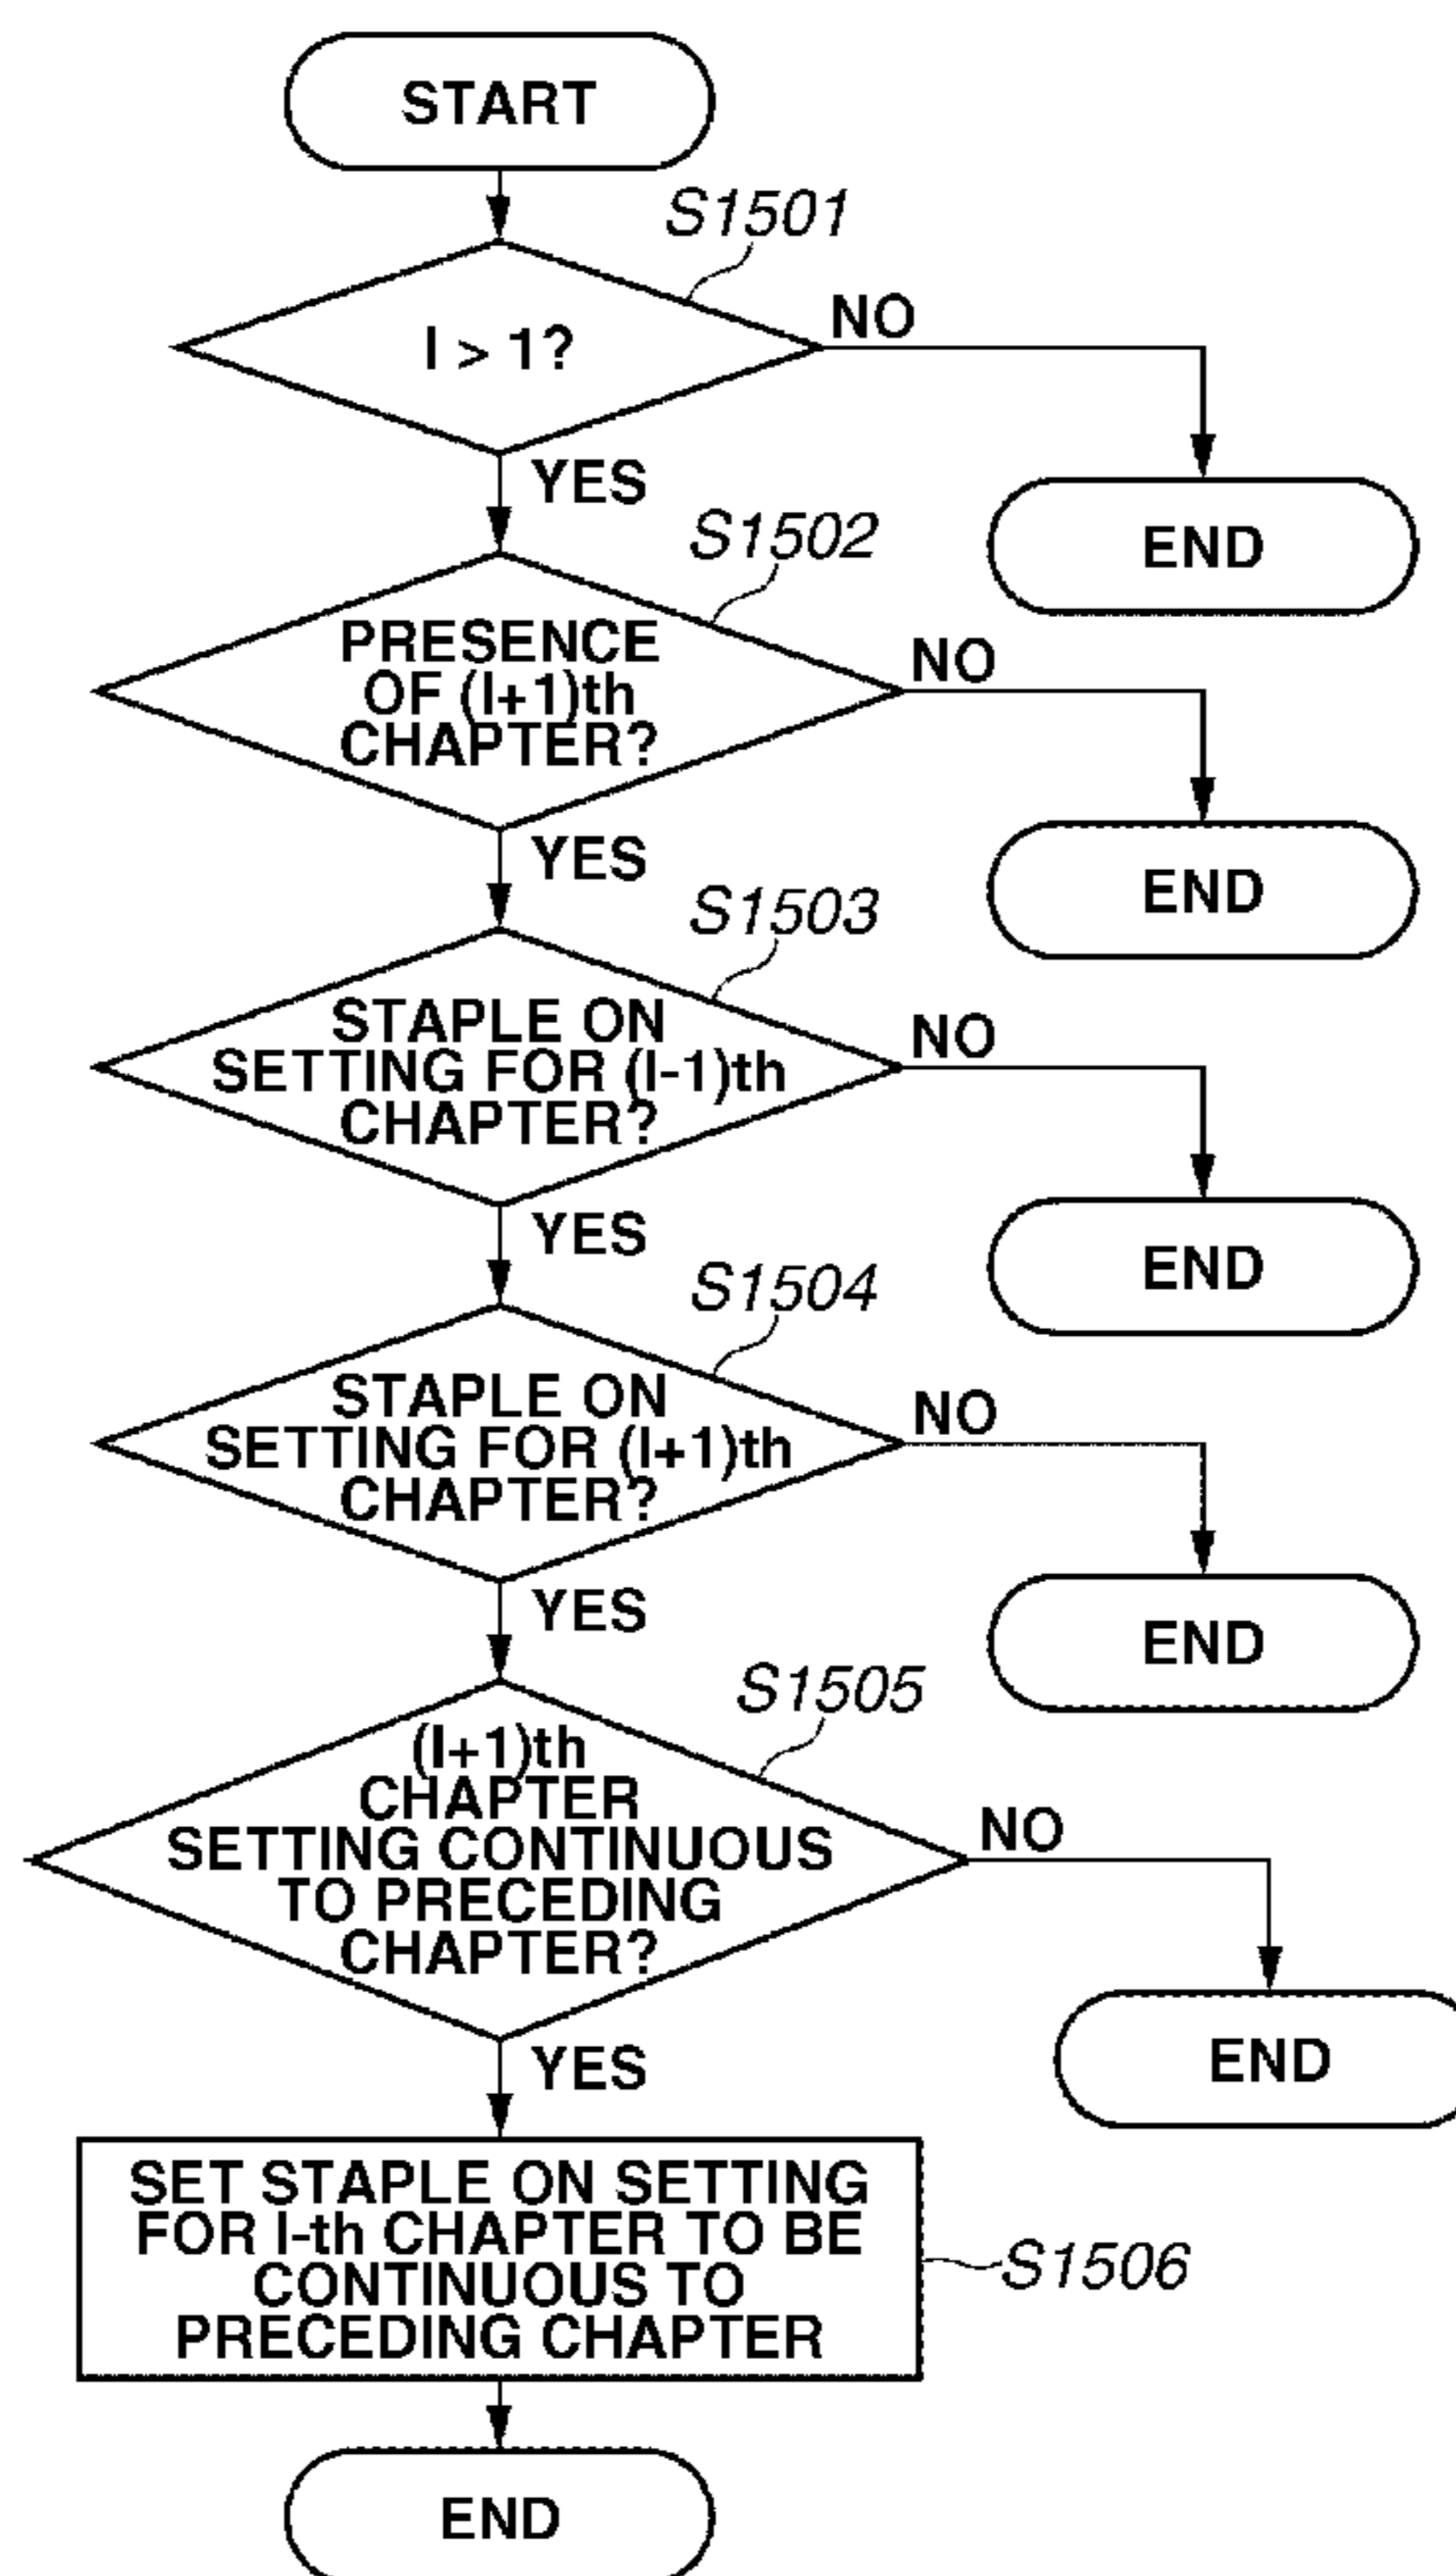 START
S1501
I > 1?
NO
YES
END
S1502
PRESENCE
OF (I+1)th
CHAPTER?
NO
YES
END
S1503
STAPLE ON
SETTING FOR (I-1)th
CHAPTER?
NO
YES
END
S1504
STAPLE ON
SETTING FOR (I+1)th
CHAPTER?
NO
YES
END
S1505
(I+1)th
CHAPTER
SETTING CONTINUOUS
TO PRECEDING
CHAPTER?
NO
YES
END
SET STAPLE ON SETTING
FOR I-th CHAPTER TO BE
CONTINUOUS TO
PRECEDING CHAPTER
S1506
END